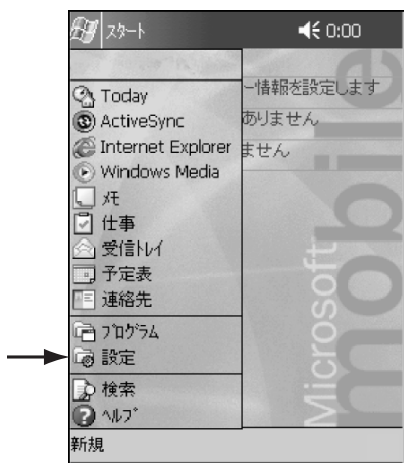 スタート 0:00
Today
ActiveSync
Internet Explorer
Windows Media
メモ
仕事
受信トレイ
予定表
連絡先
プログラム
設定
検索
ヘルプ
ー情報を設定します
ありません
ません
Microsoft
mobile
新規